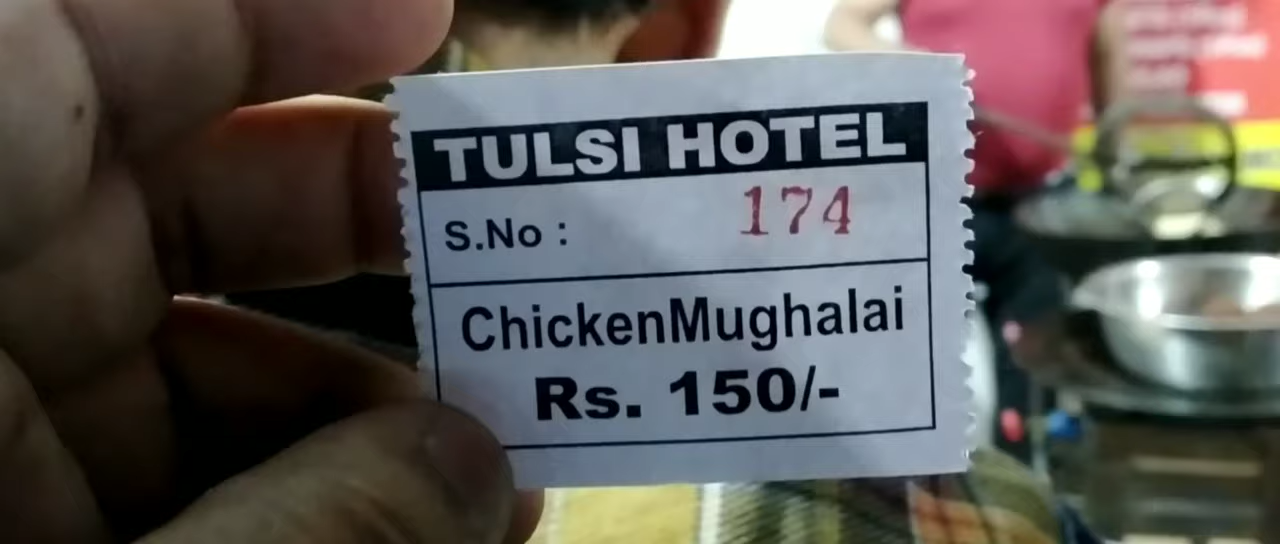 TULSI HOTEL
S.No : 174
ChickenMughalai
Rs. 150/-